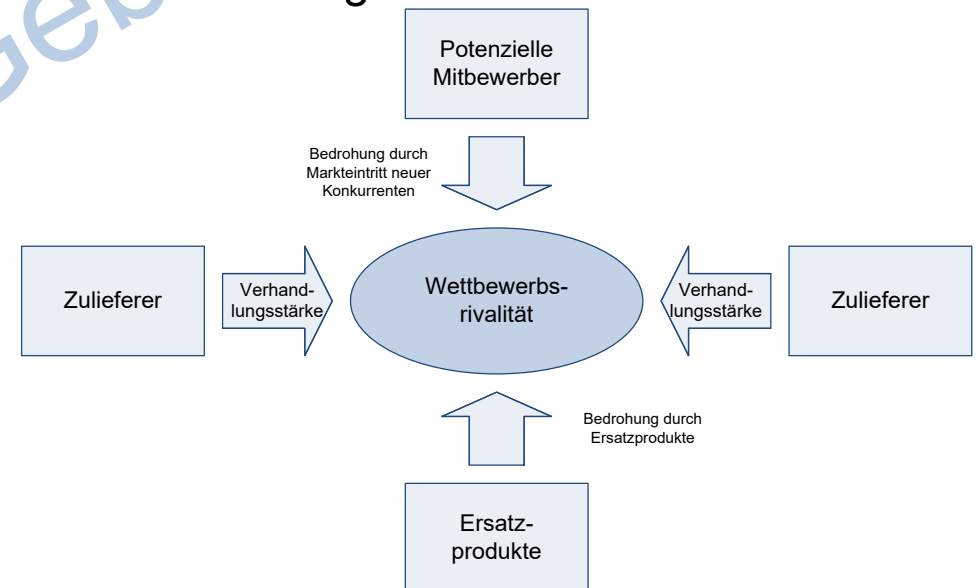 Geb
g
Potenzielle
Mitbewerber
Bedrohung durch
Markteintritt neuer
Konkurrenten
Zulieferer
Verhand-
lungsstärke
Wettbewerbs-
rivalität
Verhand-
lungsstärke
Zulieferer
Bedrohung durch
Ersatzprodukte
Ersatz-
produkte